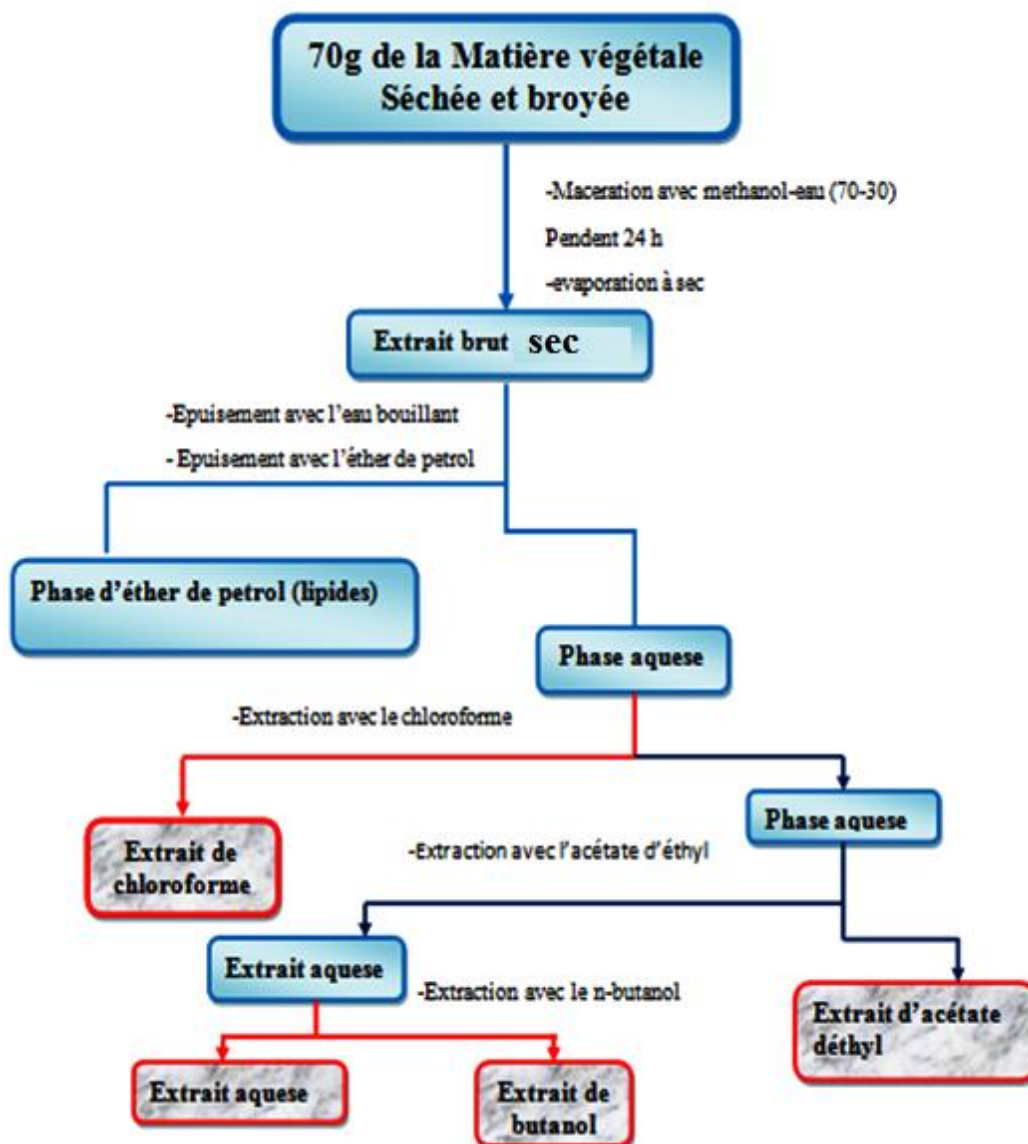 70g de la Matière végétale
Séchée et broyée
-Maceration avec methanol-eau (70-30)
Pendent 24 h
-evaporation à sec
Extrait brut sec
-Epuisement avec l'eau bouillant
- Epuisement avec l'éther de petrol
Phase d'éther de petrol (lipides)
Phase aquese
-Extraction avec le chloroforme
Phase aquese
Extrait de
chloroforme
-Extraction avec l'acétate d'éthyl
Extrait aquese
-Extraction avec le n-butanol
Extrait d'acétate
déthyl
Extrait aquese
Extrait de
butanol